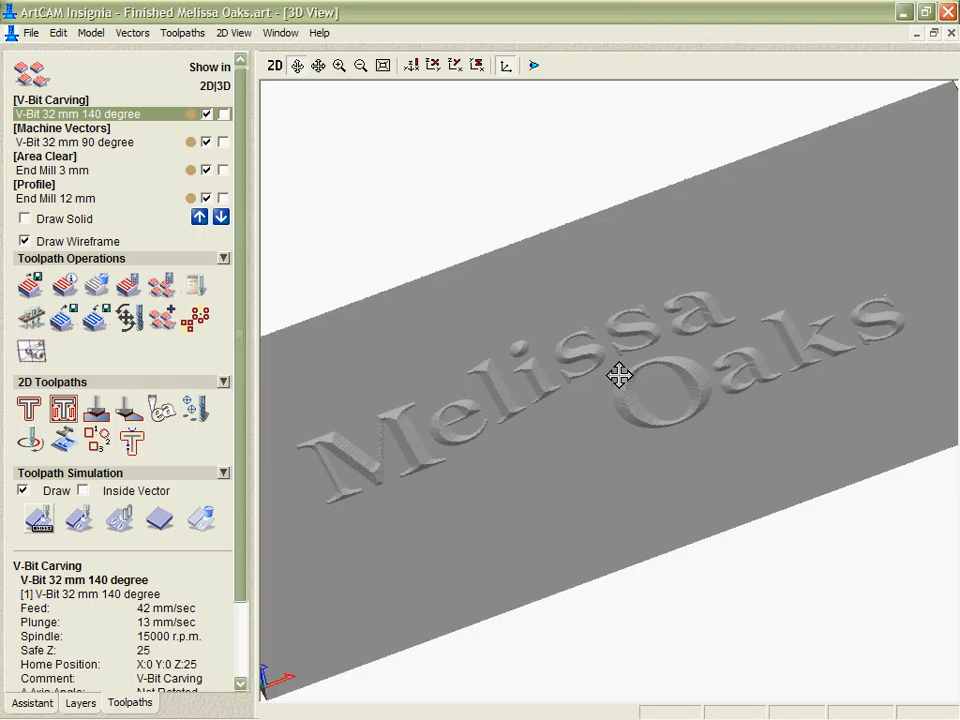 ArtCAM Insignia - Finished Melissa Oaks.art - [3D View]
File Edit Model Vectors Toolpaths 2D View Window Help
Show in
2D|3D
2D
[V-Bit Carving]
V-Bit 32 mm 140 degree
[Machine Vectors]
V-Bit 32 mm 90 degree
[Area Clear]
End Mill 3 mm
[Profile]
End Mill 12 mm
Draw Solid
Draw Wireframe
Toolpath Operations
2D Toolpaths
Toolpath Simulation
Draw Inside Vector
V-Bit Carving
V-Bit 32 mm 140 degree
[1] V-Bit 32 mm 140 degree
Feed: 42 mm/sec
Plunge: 13 mm/sec
Spindle: 15000 r.p.m.
Safe Z: 25
Home Position: X:0 Y:0 Z:25
Comment: V-Bit Carving
Assistant Layers Toolpaths
Melissa
Oaks